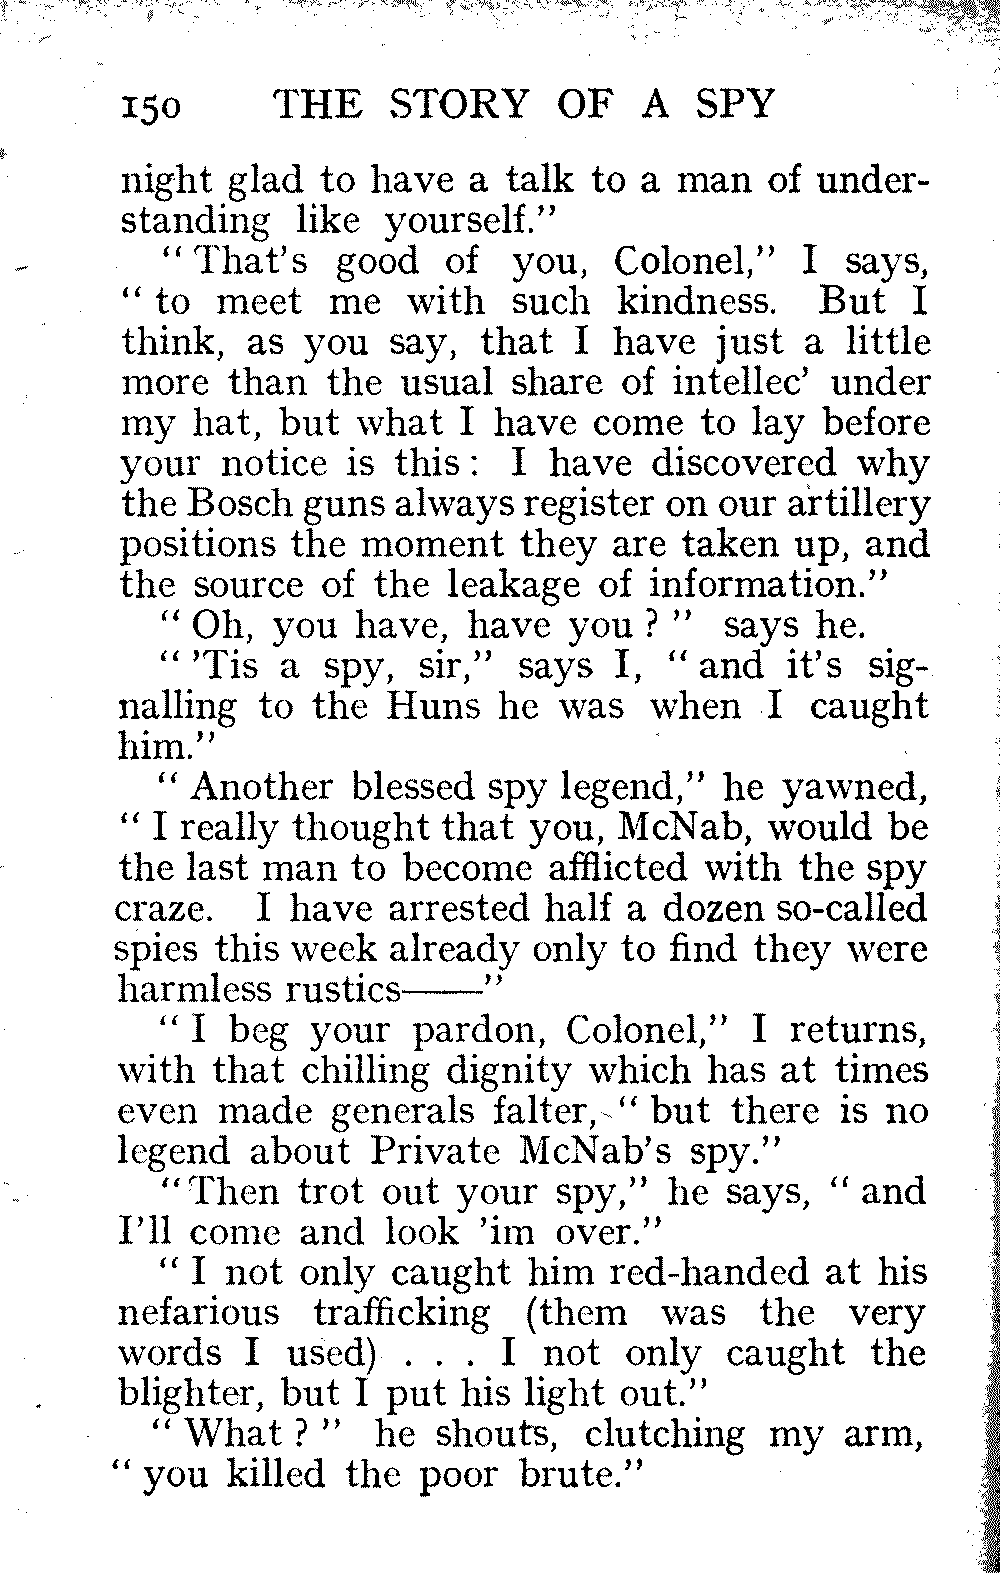 150 THE STORY OF A SPY
night glad to have a talk to a man of under-
standing like yourself."
"That's good of you, Colonel," I says,
"to meet me with such kindness. But I
think, as you say, that I have just a little
more than the usual share of intellec' under
my hat, but what I have come to lay before
your notice is this: I have discovered why
the Bosch guns always register on our artillery
positions the moment they are taken up, and
the source of the leakage of information."
"Oh, you have, have you?" says he.
"'Tis a spy, sir," says I, "and it's sig-
nalling to the Huns he was when I caught
him."
"Another blessed spy legend," he yawned,
"I really thought that you, McNab, would be
the last man to become afflicted with the spy
craze. I have arrested half a dozen so-called
spies this week already only to find they were
harmless rustics——"
"I beg your pardon, Colonel," I returns,
with that chilling dignity which has at times
even made generals falter, "but there is no
legend about Private McNab's spy."
"Then trot out your spy," he says, "and
I'll come and look 'im over."
"I not only caught him red-handed at his
nefarious trafficking (them was the very
words I used) . . . I not only caught the
blighter, but I put his light out."
"What?" he shouts, clutching my arm,
"you killed the poor brute."